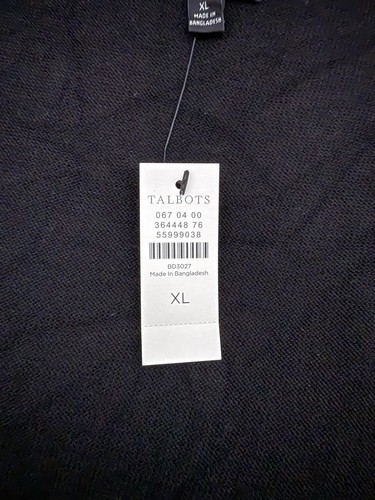 XL
MADE IN
BANGLADESH
TALBOTS
067 04 00
364448 76
55999038
BD3027
Made In Bangladesh
XL